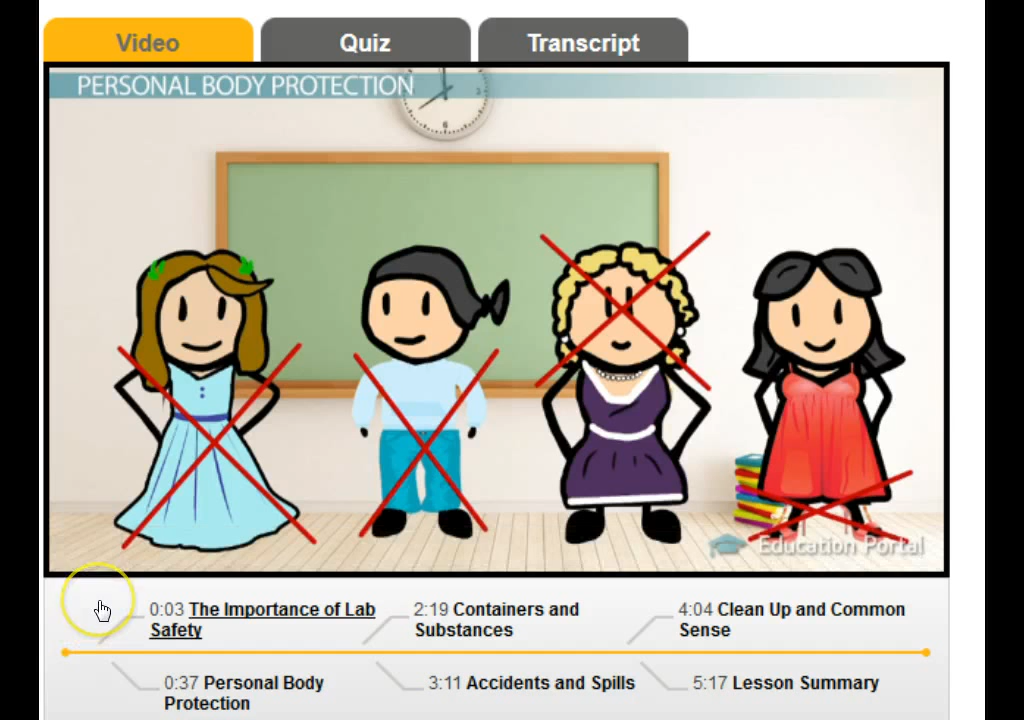 Video
Quiz
Transcript
PERSONAL BODY PROTECTION
3
6
Education Portal
0:03 The Importance of Lab
Safety
2:19 Containers and
Substances
4:04 Clean Up and Common
Sense
0:37 Personal Body
Protection
3:11 Accidents and Spills
5:17 Lesson Summary